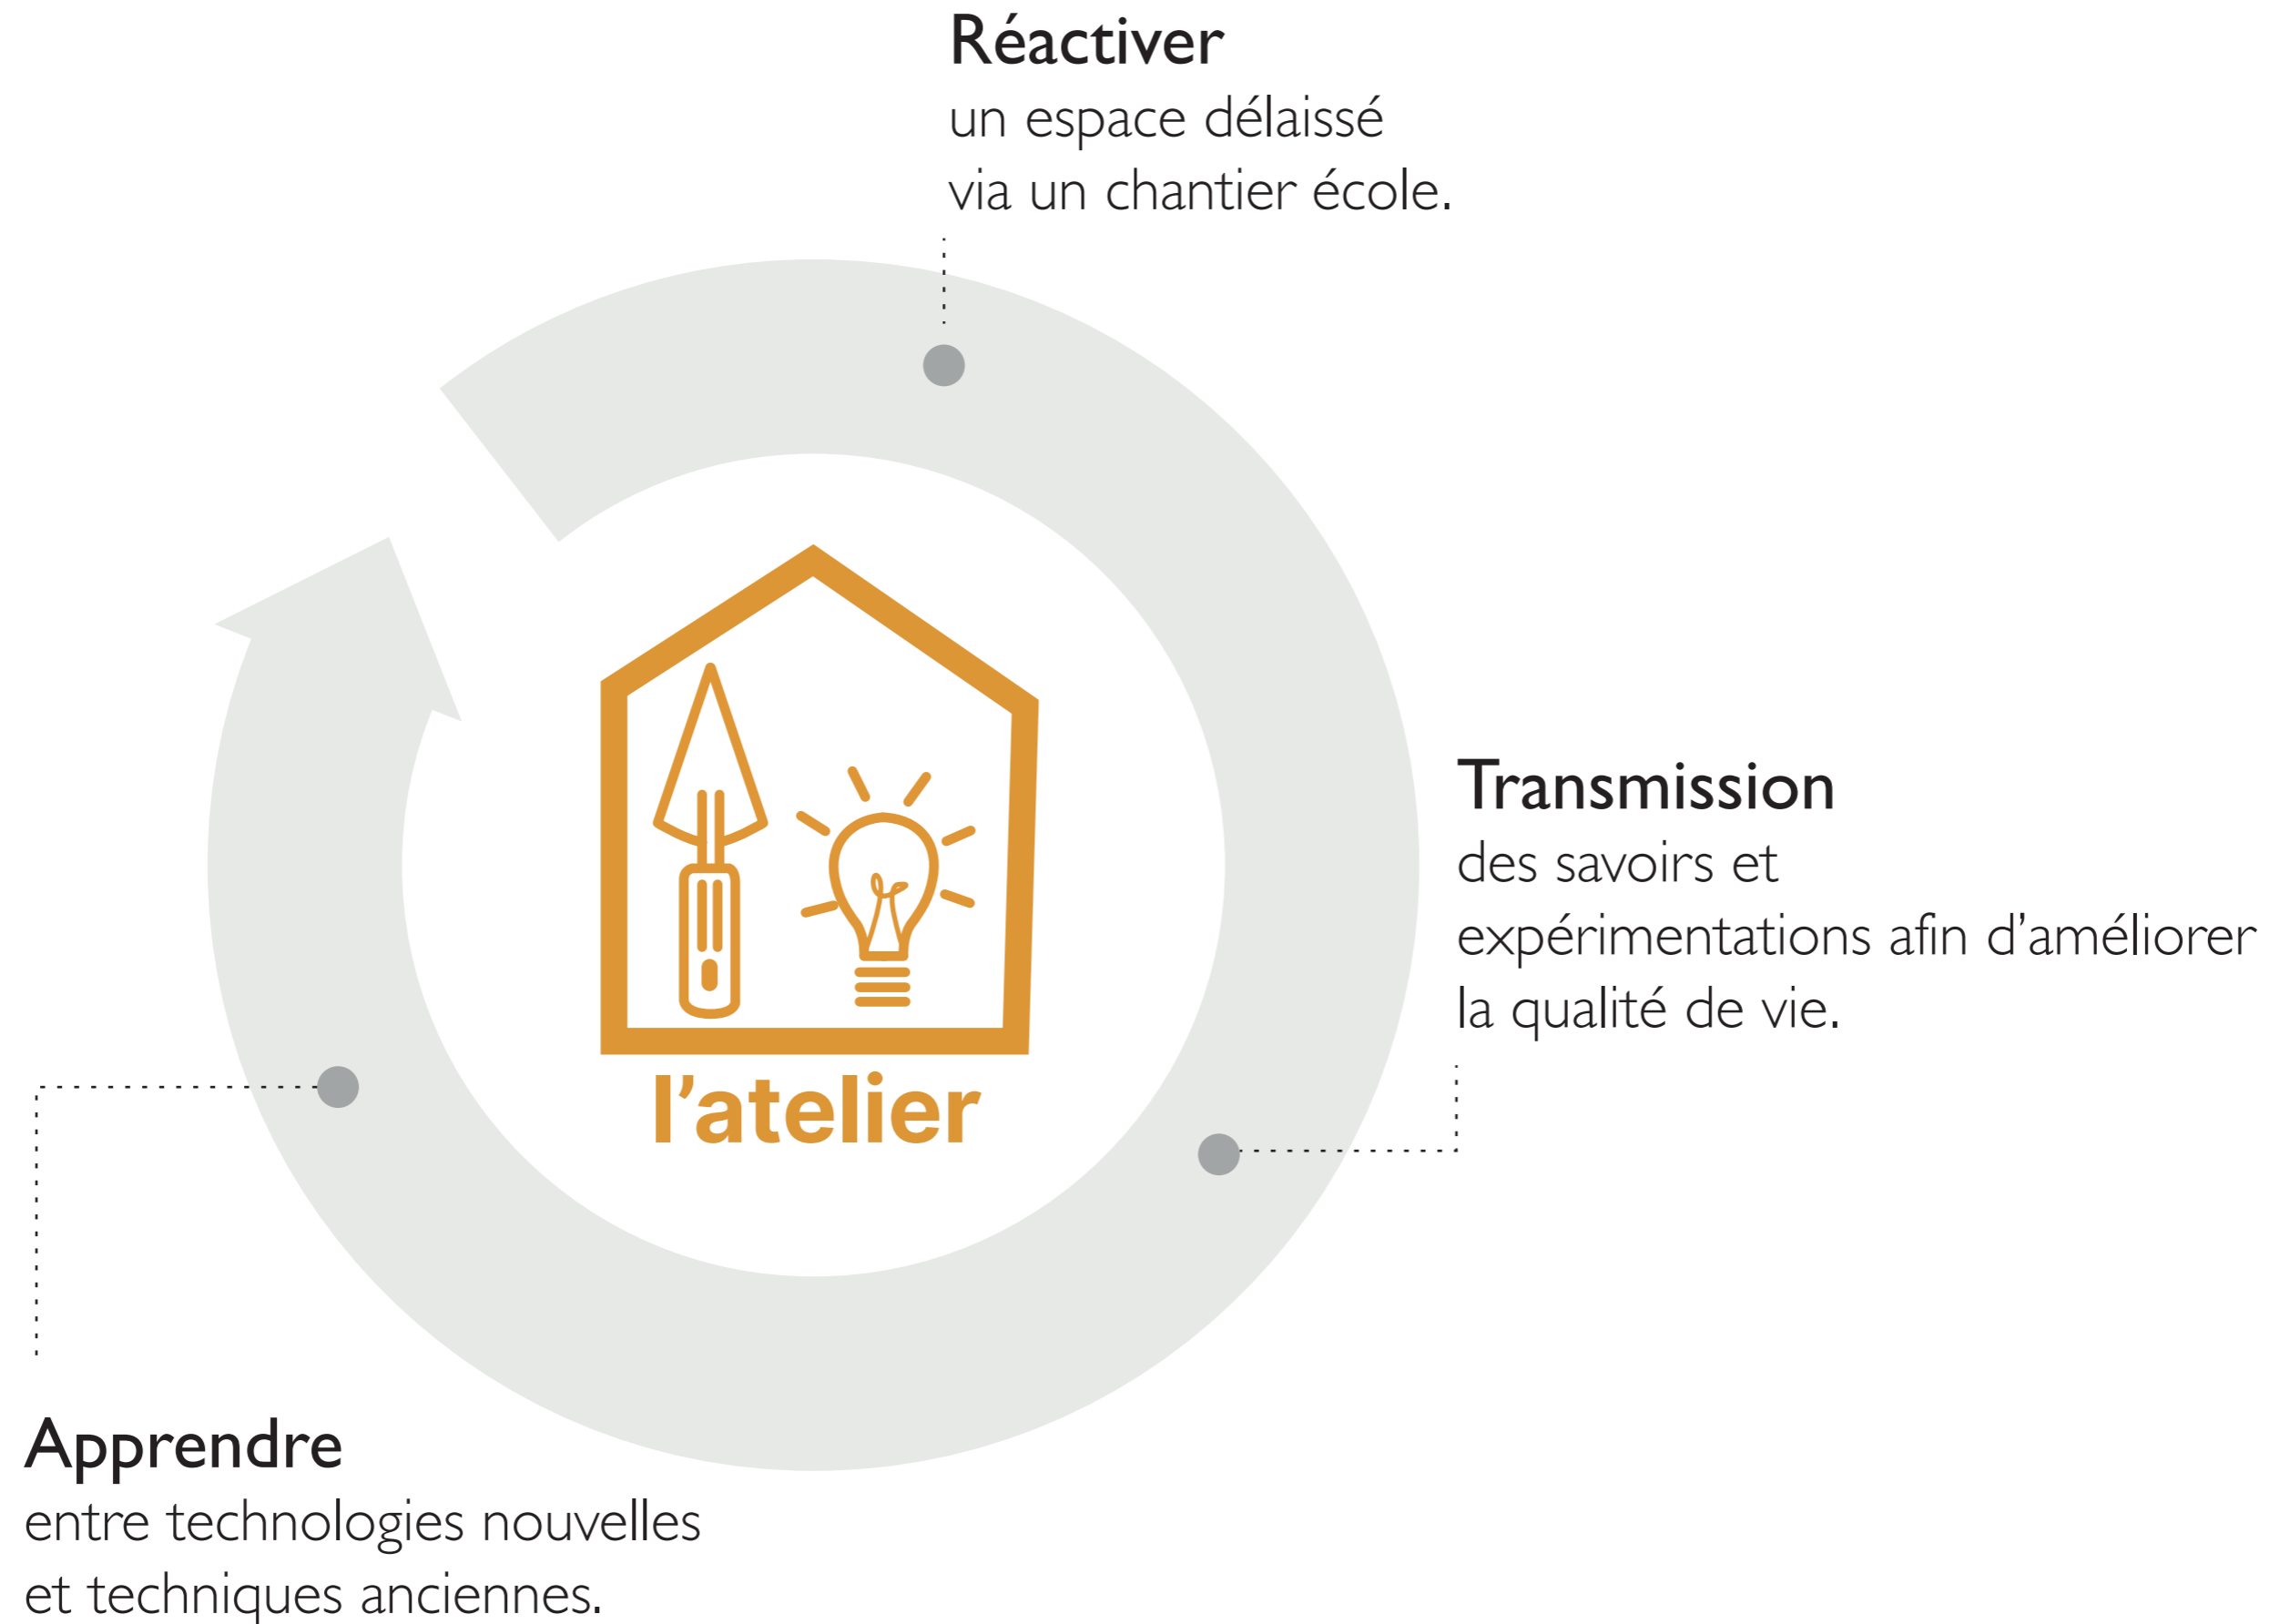 Réactiver
un espace délaissé
via un chantier école.
Transmission
des savoirs et
expérimentations afin d’améliorer
la qualité de vie.
l’atelier
Apprendre
entre technologies nouvelles
et techniques anciennes.